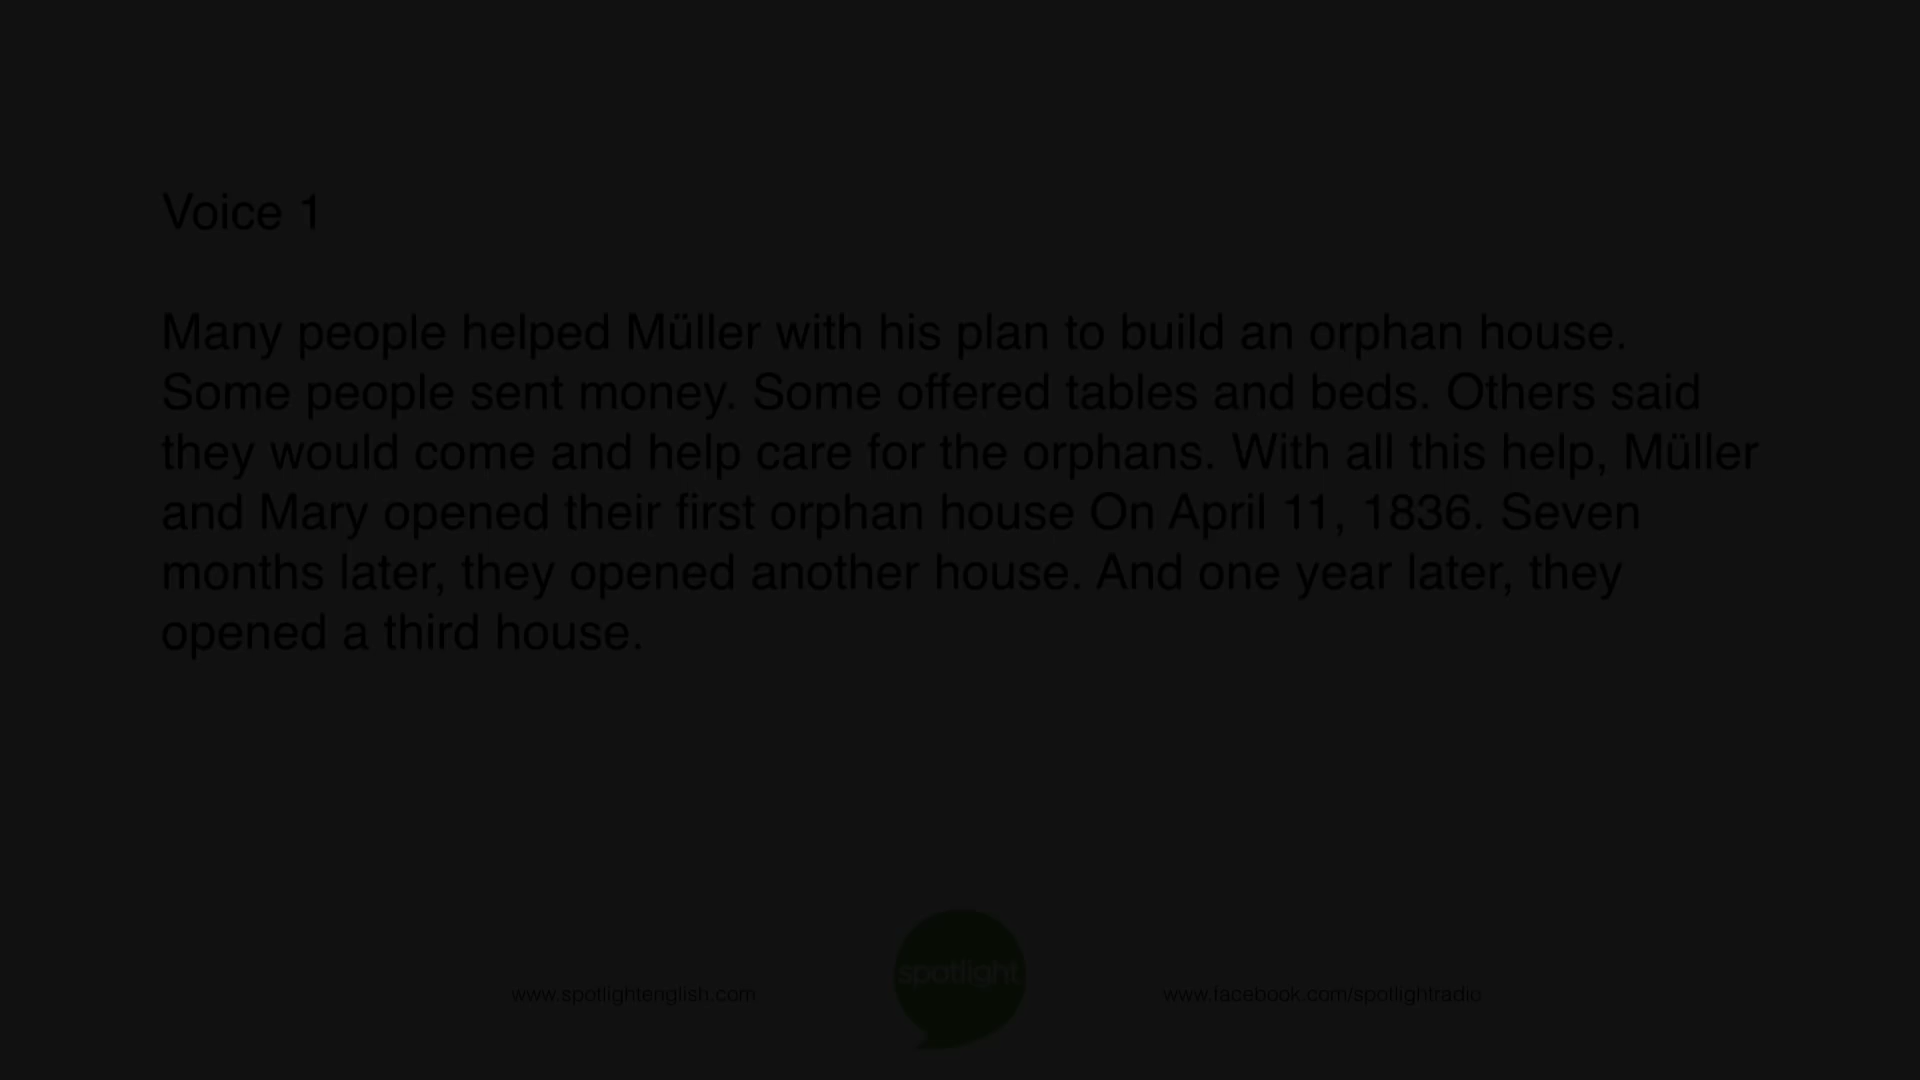 Voice 1
Many people helped Müller with his plan to build an orphan house.
Some people sent money. Some offered tables and beds. Others said
they would come and help care for the orphans. With all this help, Müller
and Mary opened their first orphan house On April 11, 1836. Seven
months later, they opened another house. And one year later, they
opened a third house.
www.spotlightenglish.com
spotlight
www.facebook.com/spotlightradio